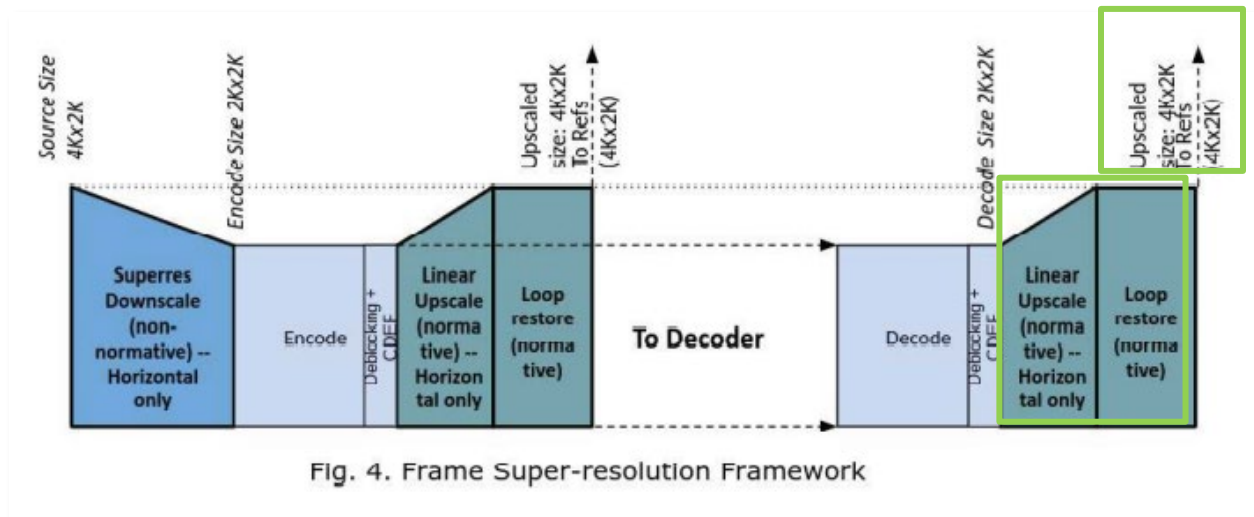 Source Size
4Kx2K
Encode Size 2Kx2K
Upscaled
size: 4Kx2K
To Refs
(4Kx2K)
Decode Size 2Kx2K
Upscaled
size: 4Kx2K
To Refs
(4Kx2K)
Superres
Downscale
(non-
normative) --
Horizontal
only
Encode
Deblocking +
CDEF
Linear
Upscale
(norma
tive) --
Horizon
tal only
Loop
restore
(norma
tive)
To Decoder
Decode
Deblocking +
CDEF
Linear
Upscale
(norma
tive) --
Horizon
tal only
Loop
restore
(norma
tive)
Fig. 4. Frame Super-resolution Framework